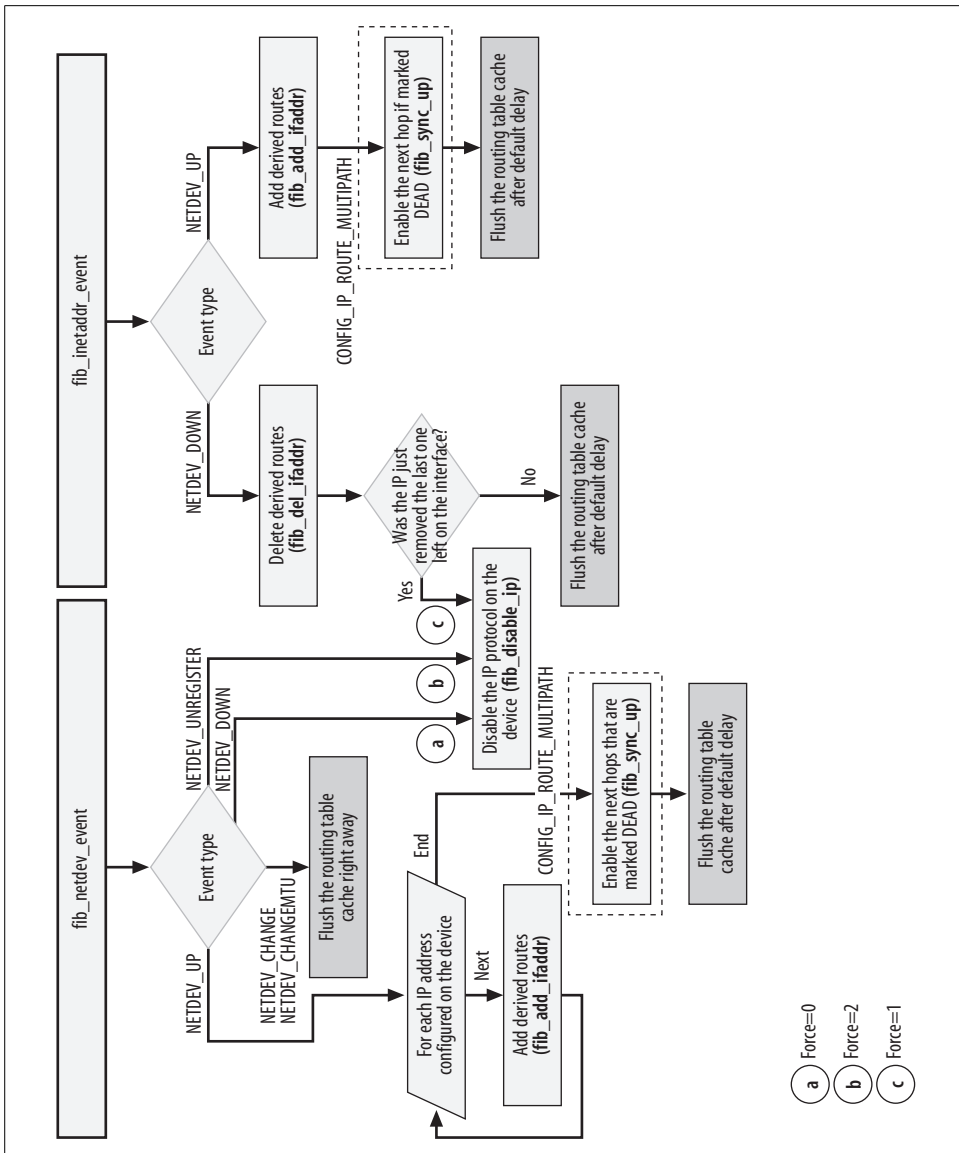 fib_netdev_event
Event type
NETDEV_UP
NETDEV_CHANGE
NETDEV_CHANGEMTU
NETDEV_UNREGISTER
NETDEV_DOWN
Flush the routing table
cache right away
For each IP address
configured on the device
Next
End
Add derived routes
(fib_add_ifaddr)
CONFIG_IP_ROUTE_MULTIPATH
Enable the next hops that are
marked DEAD (fib_sync_up)
Flush the routing table
cache after default delay
a
b
c
Disable the IP protocol on the
device (fib_disable_ip)
fib_inetaddr_event
Event type
NETDEV_DOWN
NETDEV_UP
Delete derived routes
(fib_del_ifaddr)
Was the IP just
removed the last one
left on the interface?
Yes
No
Flush the routing table cache
after default delay
Add derived routes
(fib_add_ifaddr)
CONFIG_IP_ROUTE_MULTIPATH
Enable the next hop if marked
DEAD (fib_sync_up)
Flush the routing table cache
after default delay
a Force=0
b Force=2
c Force=1